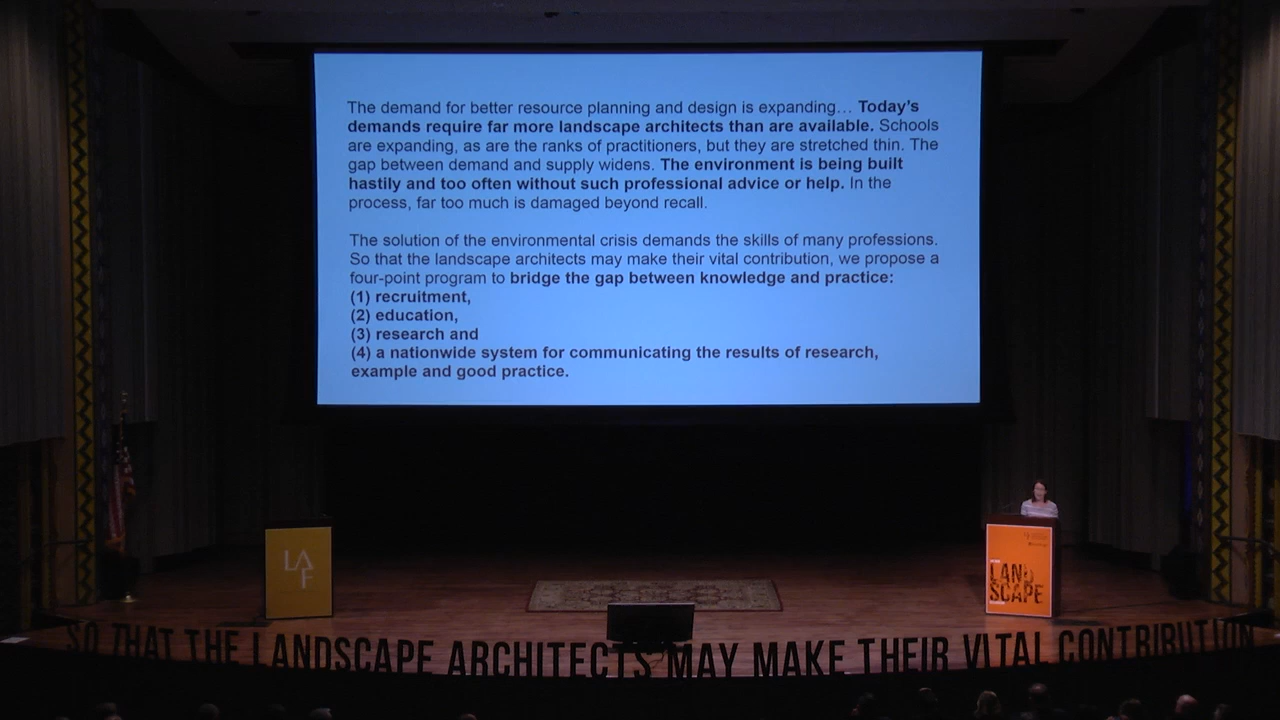 The demand for better resource planning and design is expanding… Today's
demands require far more landscape architects than are available. Schools
are expanding, as are the ranks of practitioners, but they are stretched thin. The
gap between demand and supply widens. The environment is being built
hastily and too often without such professional advice or help. In the
process, far too much is damaged beyond recall.
The solution of the environmental crisis demands the skills of many professions.
So that the landscape architects may make their vital contribution, we propose a
four-point program to bridge the gap between knowledge and practice:
(1) recruitment,
(2) education,
(3) research and
(4) a nationwide system for communicating the results of research,
example and good practice.
LAF
LANDSCAPE
SO THAT THE LANDSCAPE ARCHITECTS MAY MAKE THEIR VITAL CONTRIBUTION